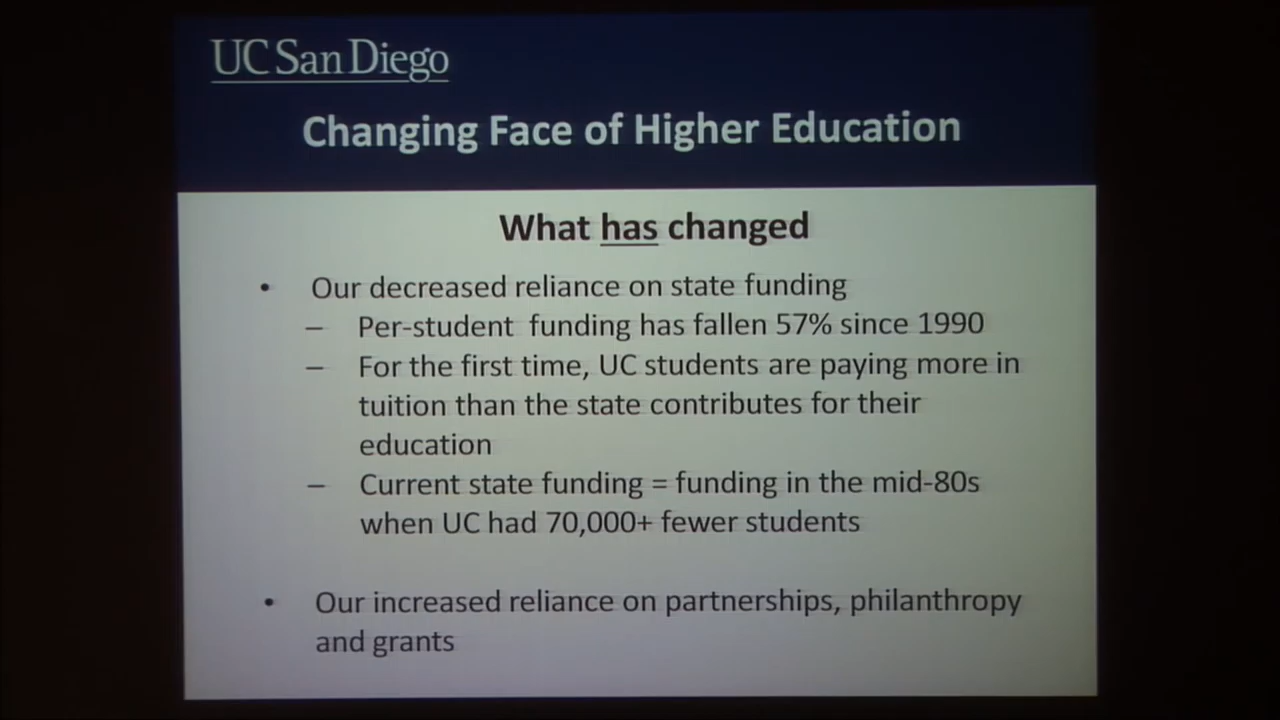 UC San Diego
Changing Face of Higher Education
What has changed
• Our decreased reliance on state funding
– Per-student funding has fallen 57% since 1990
– For the first time, UC students are paying more in
tuition than the state contributes for their
education
– Current state funding = funding in the mid-80s
when UC had 70,000+ fewer students
• Our increased reliance on partnerships, philanthropy
and grants